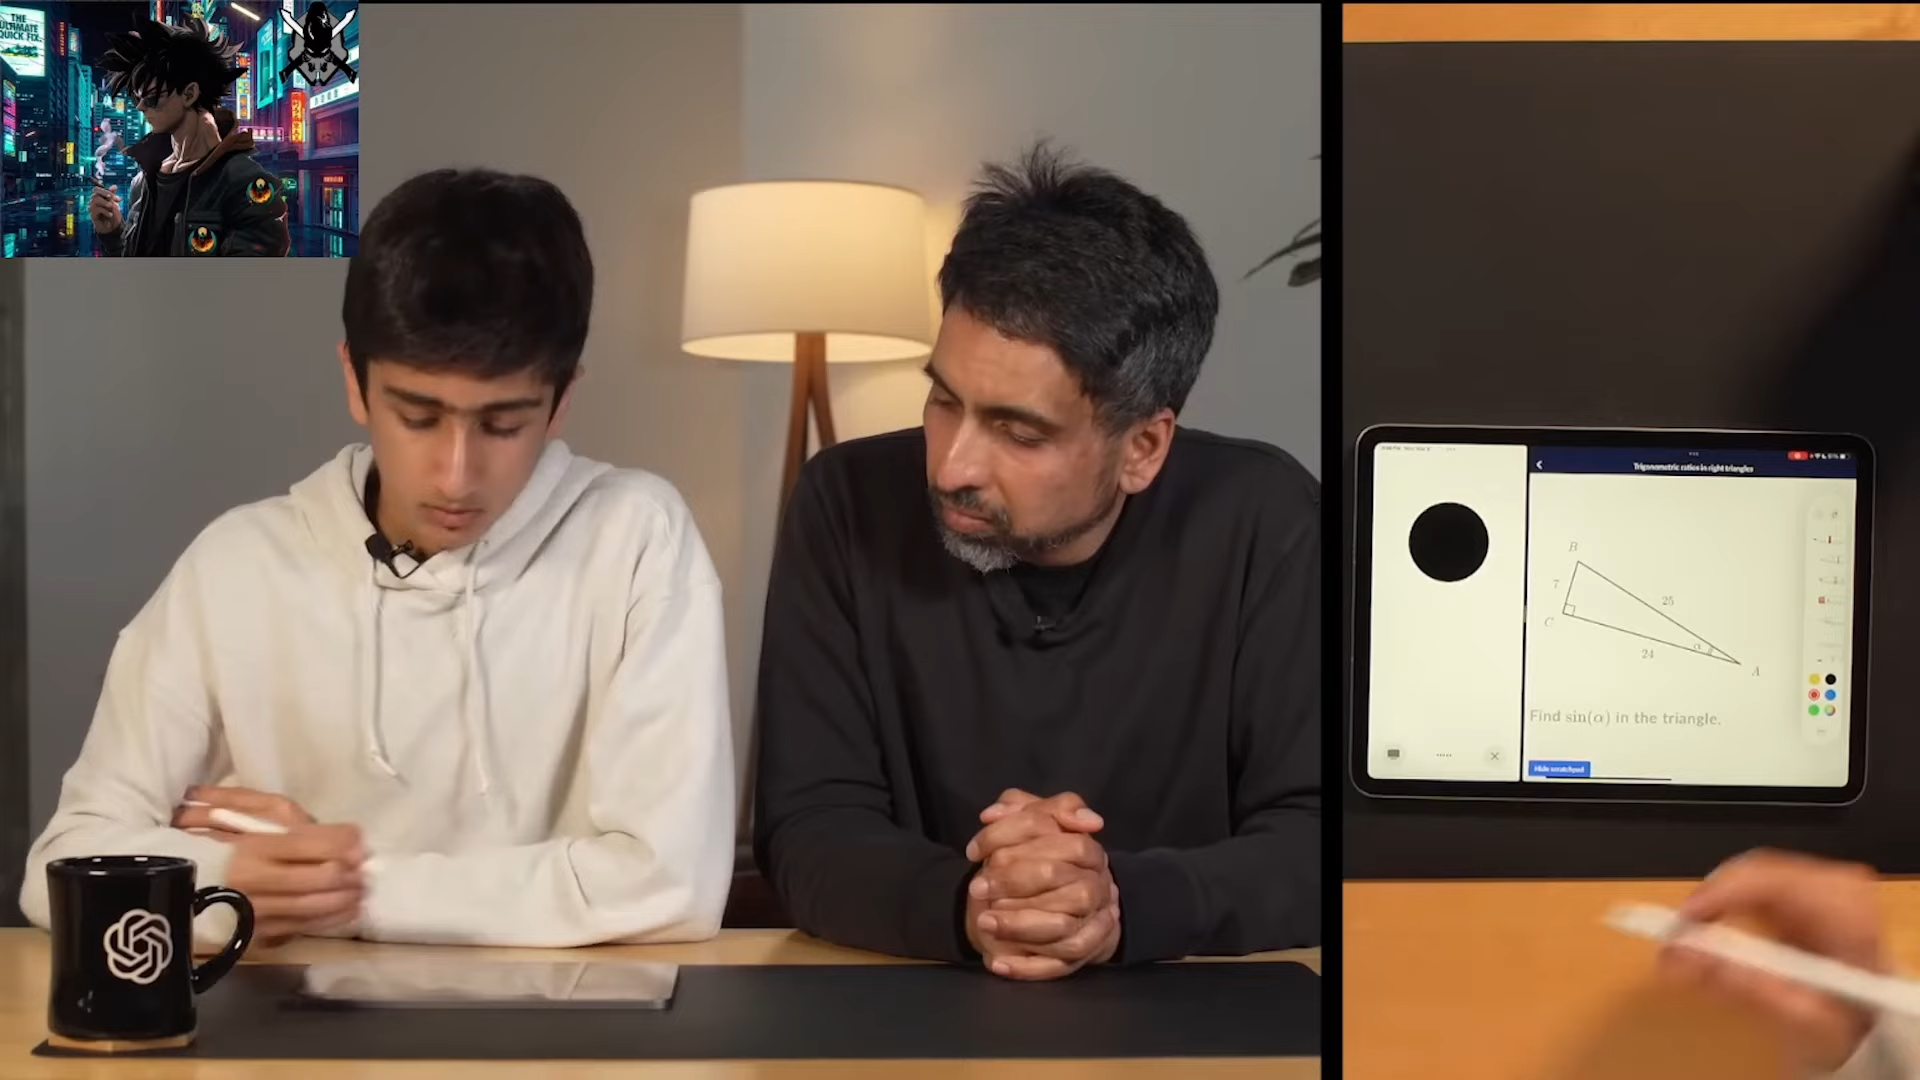 THE
ULTIMATE
QUICK FIX.
Trigonometric ratios in right triangles
B
7
25
C
α
24
A
Find sin(α) in the triangle.
Hide scratchpad